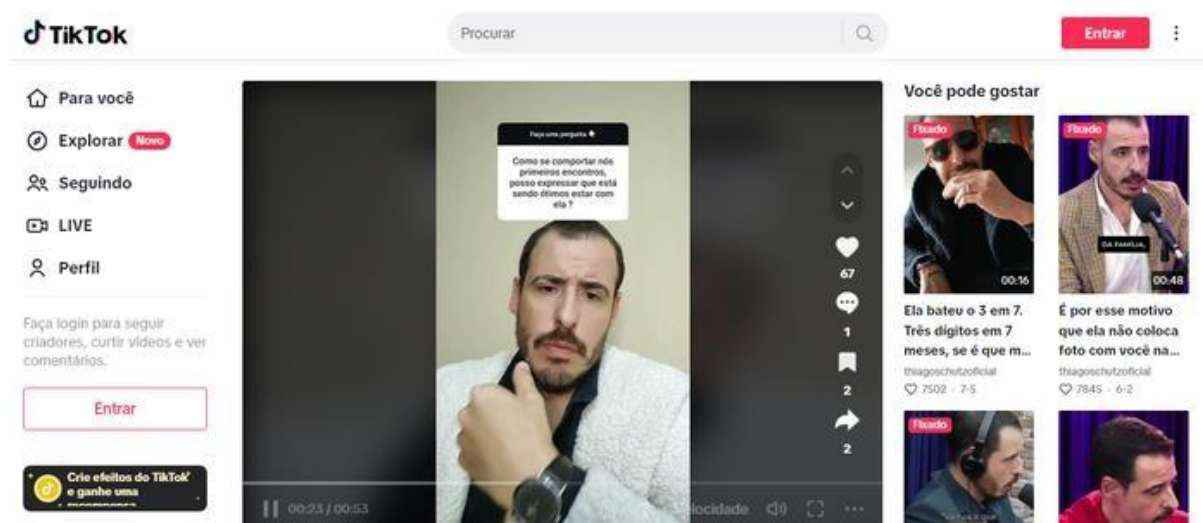 TikTok
Procurar
Entrar
Para você
Explorar Novo
Seguindo
LIVE
Perfil
Faça login para seguir
criadores, curtir vídeos e ver
comentários.
Entrar
Crie efeitos do TikTok
e ganhe uma
Faça uma pergunta
Como se comportar nós
primeiros encontros,
posso expressar que está
sendo ótimos estar com
ela ?
67
1
2
2
00:23 / 00:53
locidade
Você pode gostar
Fixado
00:16
Ela bateu o 3 em 7.
Três dígitos em 7
meses, se é que m...
thiagoschutzoficial
7502 · 7-5
Fixado
DA FAMÍLIA,
00:48
É por esse motivo
que ela não coloca
foto com você na...
thiagoschutzoficial
7845 · 6-2
Fixado